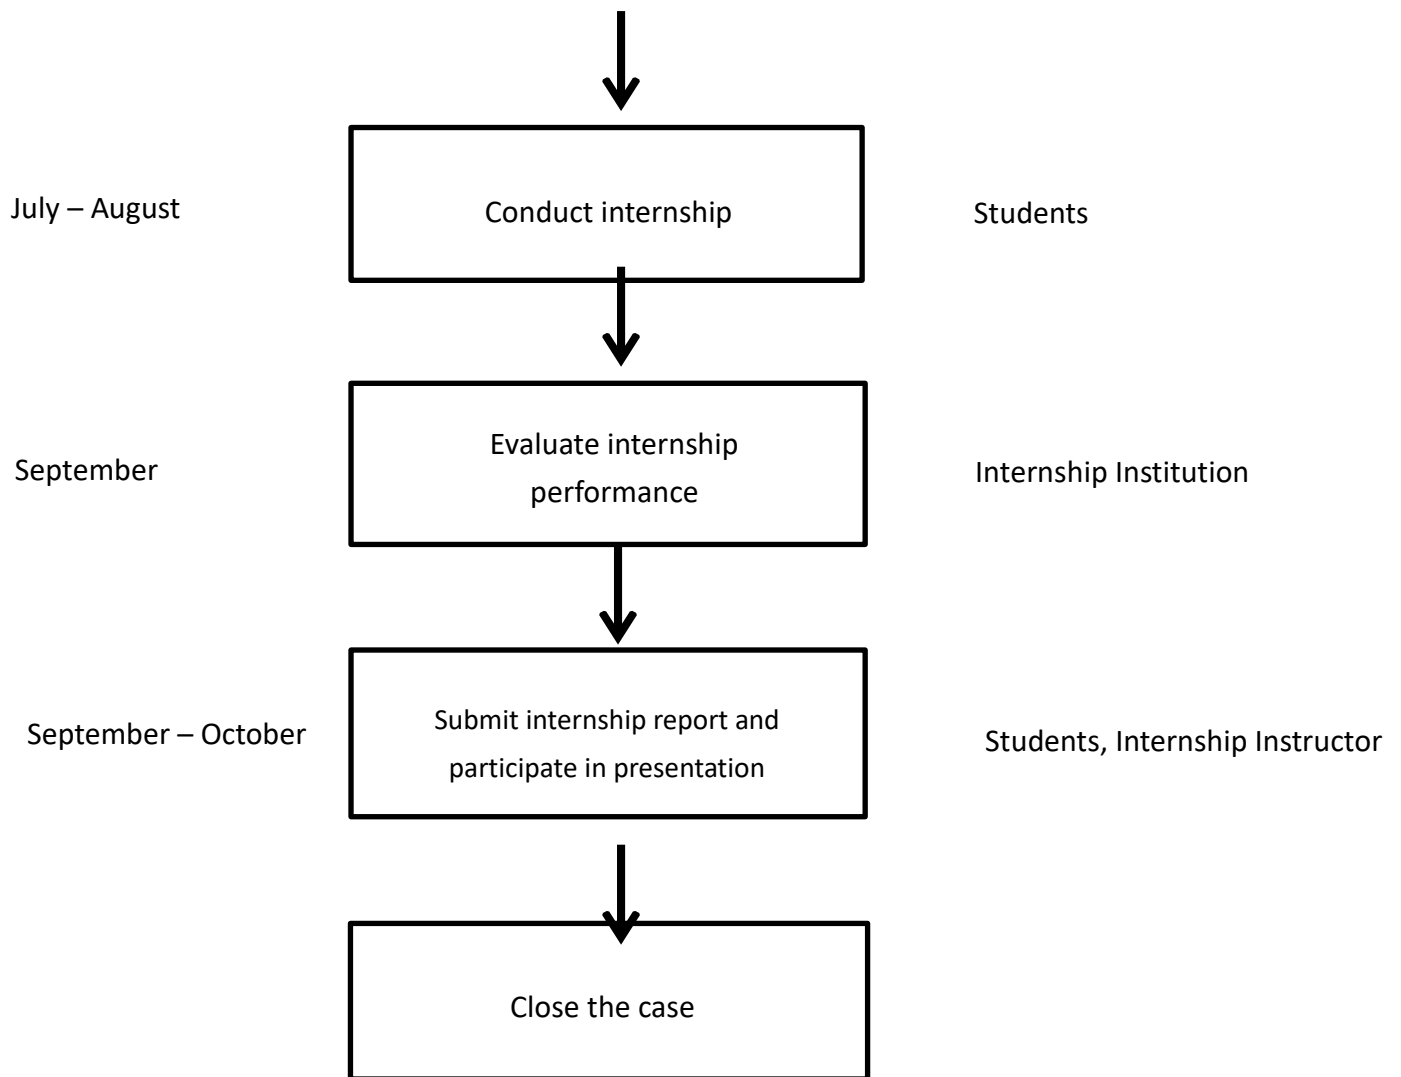 July – August
Conduct internship
Students
September
Evaluate internship
performance
Internship Institution
September – October
Submit internship report and
participate in presentation
Students, Internship Instructor
Close the case